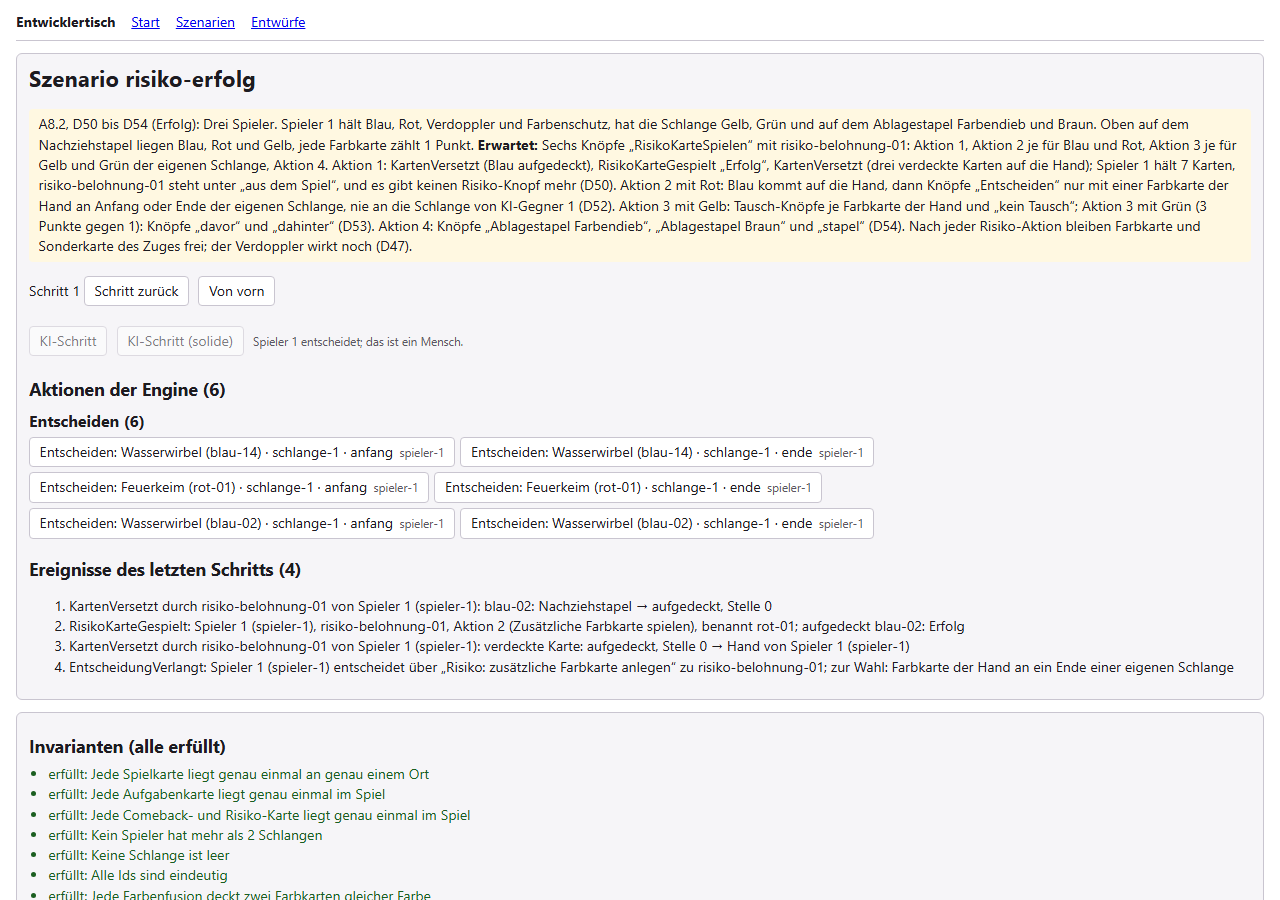 Entwicklertisch Start Szenarien Entwürfe
Szenario risiko-erfolg
A8.2, D50 bis D54 (Erfolg): Drei Spieler. Spieler 1 hält Blau, Rot, Verdoppler und Farbenschutz, hat die Schlange Gelb, Grün und auf dem Ablagestapel Farbendieb und Braun. Oben auf dem
Nachziehstapel liegen Blau, Rot und Gelb, jede Farbkarte zählt 1 Punkt. Erwartet: Sechs Knöpfe „RisikoKarteSpielen“ mit risiko-belohnung-01: Aktion 1, Aktion 2 je für Blau und Rot, Aktion 3 je für
Gelb und Grün der eigenen Schlange, Aktion 4. Aktion 1: KartenVersetzt (Blau aufgedeckt), RisikoKarteGespielt „Erfolg“, KartenVersetzt (drei verdeckte Karten auf die Hand); Spieler 1 hält 7 Karten,
risiko-belohnung-01 steht unter „aus dem Spiel“, und es gibt keinen Risiko-Knopf mehr (D50). Aktion 2 mit Rot: Blau kommt auf die Hand, dann Knöpfe „Entscheiden“ nur mit einer Farbkarte der
Hand an Anfang oder Ende der eigenen Schlange, nie an die Schlange von KI-Gegner 1 (D52). Aktion 3 mit Gelb: Tausch-Knöpfe je Farbkarte der Hand und „kein Tausch“; Aktion 3 mit Grün (3
Punkte gegen 1): Knöpfe „davor“ und „dahinter“ (D53). Aktion 4: Knöpfe „Ablagestapel Farbendieb“, „Ablagestapel Braun“ und „stapel“ (D54). Nach jeder Risiko-Aktion bleiben Farbkarte und
Sonderkarte des Zuges frei; der Verdoppler wirkt noch (D47).
Schritt 1 Schritt zurück Von vorn
KI-Schritt KI-Schritt (solide) Spieler 1 entscheidet; das ist ein Mensch.
Aktionen der Engine (6)
Entscheiden (6)
Entscheiden: Wasserwirbel (blau-14) · schlange-1 · anfang spieler-1 Entscheiden: Wasserwirbel (blau-14) · schlange-1 · ende spieler-1
Entscheiden: Feuerkeim (rot-01) · schlange-1 · anfang spieler-1 Entscheiden: Feuerkeim (rot-01) · schlange-1 · ende spieler-1
Entscheiden: Wasserwirbel (blau-02) · schlange-1 · anfang spieler-1 Entscheiden: Wasserwirbel (blau-02) · schlange-1 · ende spieler-1
Ereignisse des letzten Schritts (4)
1. KartenVersetzt durch risiko-belohnung-01 von Spieler 1 (spieler-1): blau-02: Nachziehstapel → aufgedeckt, Stelle 0
2. RisikoKarteGespielt: Spieler 1 (spieler-1), risiko-belohnung-01, Aktion 2 (Zusätzliche Farbkarte spielen), benannt rot-01; aufgedeckt blau-02: Erfolg
3. KartenVersetzt durch risiko-belohnung-01 von Spieler 1 (spieler-1): verdeckte Karte: aufgedeckt, Stelle 0 → Hand von Spieler 1 (spieler-1)
4. EntscheidungVerlangt: Spieler 1 (spieler-1) entscheidet über „Risiko: zusätzliche Farbkarte anlegen“ zu risiko-belohnung-01; zur Wahl: Farbkarte der Hand an ein Ende einer eigenen Schlange
Invarianten (alle erfüllt)
• erfüllt: Jede Spielkarte liegt genau einmal an genau einem Ort
• erfüllt: Jede Aufgabenkarte liegt genau einmal im Spiel
• erfüllt: Jede Comeback- und Risiko-Karte liegt genau einmal im Spiel
• erfüllt: Kein Spieler hat mehr als 2 Schlangen
• erfüllt: Keine Schlange ist leer
• erfüllt: Alle Ids sind eindeutig
• erfüllt: Jede Farbenfusion deckt zwei Farbkarten gleicher Farbe